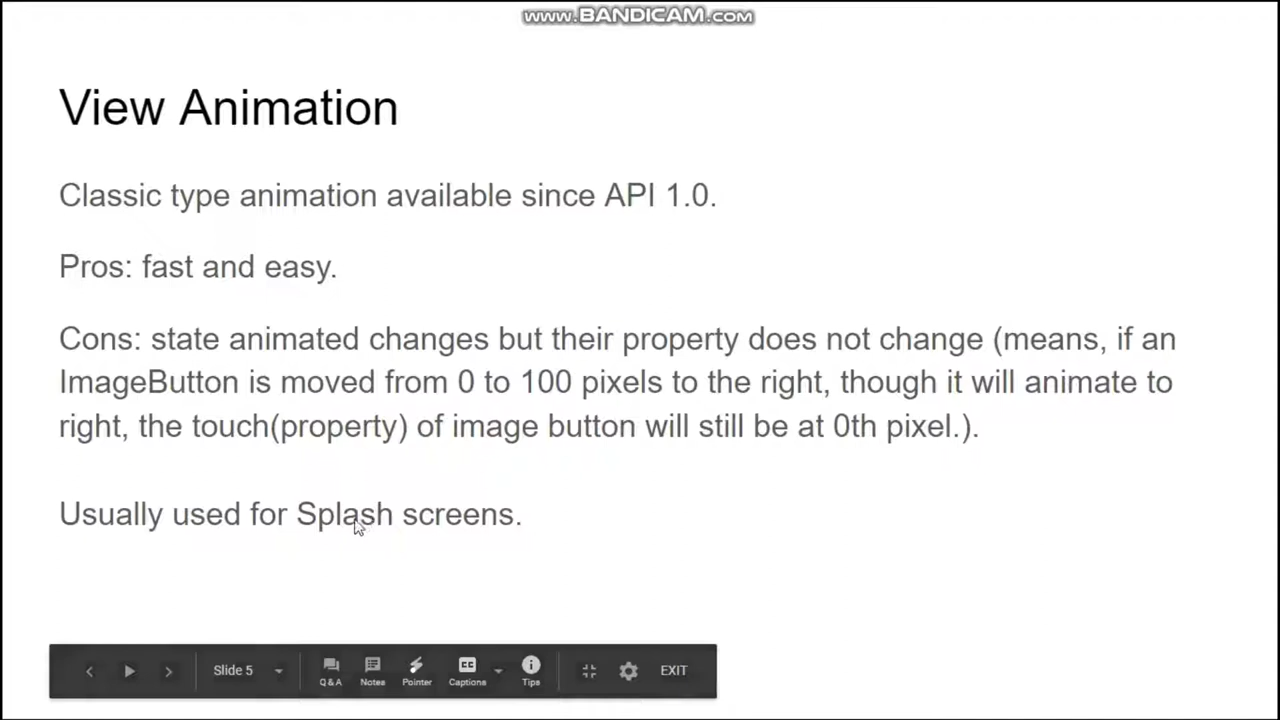 www.BANDICAM.com
View Animation
Classic type animation available since API 1.0.
Pros: fast and easy.
Cons: state animated changes but their property does not change (means, if an
ImageButton is moved from 0 to 100 pixels to the right, though it will animate to
right, the touch(property) of image button will still be at 0th pixel.).
Usually used for Splash screens.
Slide 5
Q&A
Notes
Pointer
CC
Captions
Tips
EXIT